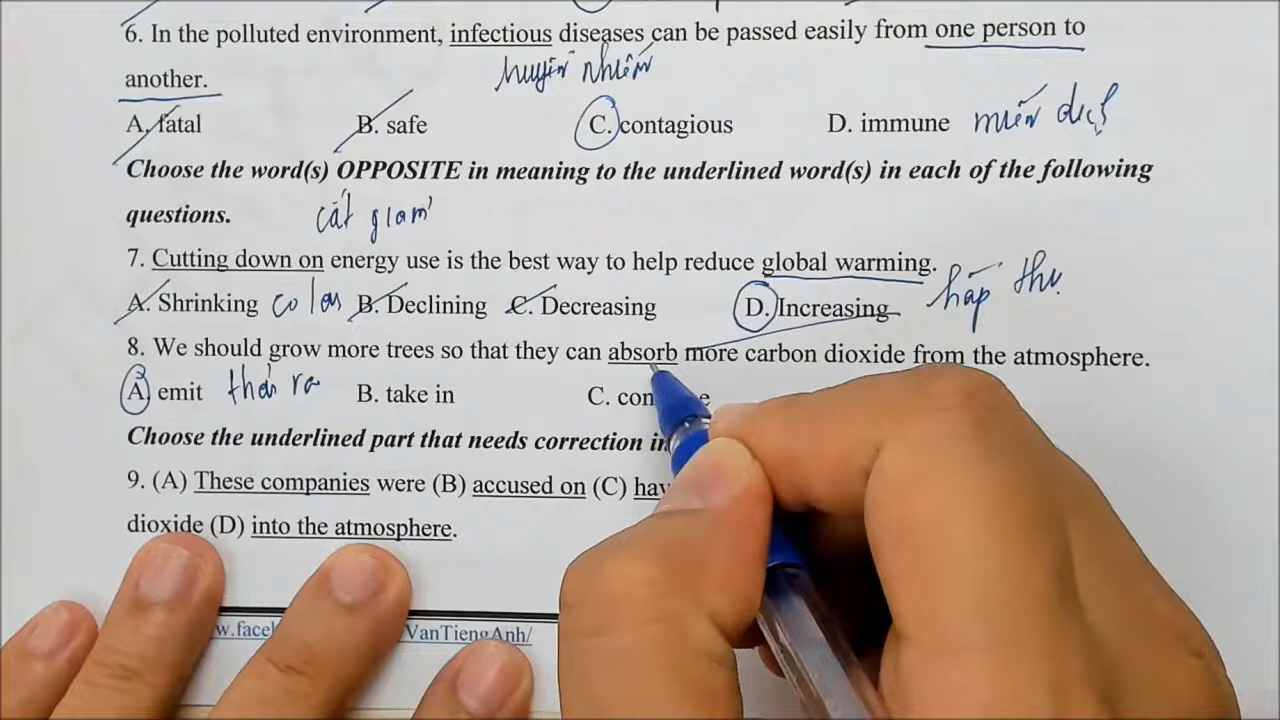 6. In the polluted environment, infectious diseases can be passed easily from one person to
truyền nhiễm
another.
A. fatal B. safe C. contagious D. immune miễn dịch
Choose the word(s) OPPOSITE in meaning to the underlined word(s) in each of the following
questions.
cắt giảm
7. Cutting down on energy use is the best way to help reduce global warming.
hấp thụ
A. Shrinking co lại B. Declining C. Decreasing D. Increasing
8. We should grow more trees so that they can absorb more carbon dioxide from the atmosphere.
A. emit thải ra B. take in C. con
Choose the underlined part that needs correction in
9. (A) These companies were (B) accused on (C) hav
dioxide (D) into the atmosphere.
w.face VanTiengAnh/